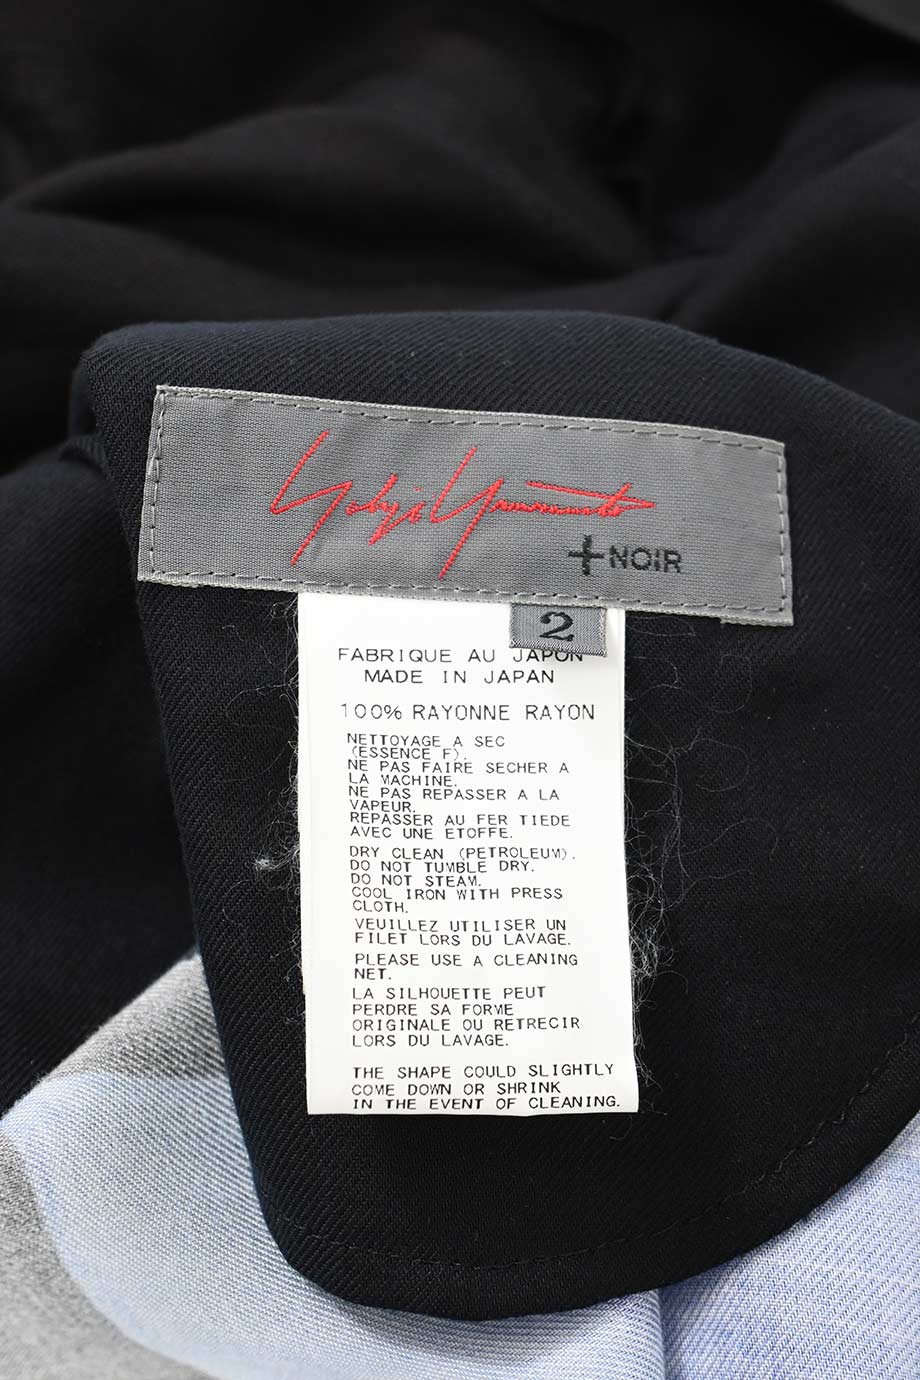 Yohji Yamamoto
+NOIR
2
FABRIQUE AU JAPON
MADE IN JAPAN
100% RAYONNE RAYON
NETTOYAGE A SEC
(ESSENCE F).
NE PAS FAIRE SECHER A
LA MACHINE.
NE PAS REPASSER A LA
VAPEUR.
REPASSER AU FER TIEDE
AVEC UNE ETOFFE.
DRY CLEAN (PETROLEUM).
DO NOT TUMBLE DRY.
DO NOT STEAM.
COOL IRON WITH PRESS
CLOTH.
VEUILLEZ UTILISER UN
FILET LORS DU LAVAGE.
PLEASE USE A CLEANING
NET.
LA SILHOUETTE PEUT
PERDRE SA FORME
ORIGINALE OU RETRECIR
LORS DU LAVAGE.
THE SHAPE COULD SLIGHTLY
COME DOWN OR SHRINK
IN THE EVENT OF CLEANING.